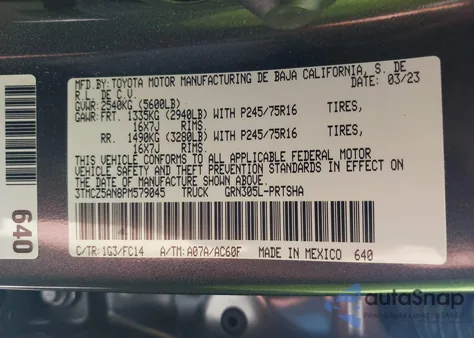 MFD.BY: TOYOTA MOTOR MANUFACTURING DE BAJA CALIFORNIA, S. DE
R.L. DE C.V. DATE: 03/23
GVWR: 2540KG (5600LB)
GAWR: FRT. 1335KG (2940LB) WITH P245/75R16 TIRES,
16X7J RIMS,
RR. 1490KG (3280LB) WITH P245/75R16 TIRES,
16X7J RIMS.
THIS VEHICLE CONFORMS TO ALL APPLICABLE FEDERAL MOTOR
VEHICLE SAFETY AND THEFT PREVENTION STANDARDS IN EFFECT ON
THE DATE OF MANUFACTURE SHOWN ABOVE.
3TMCZ5AN8PM579045 TRUCK GRN305L-PRTSHA
C/TR: 1G3/FC14 A/TM: A07A/AC60F MADE IN MEXICO 640
640
autoSnap